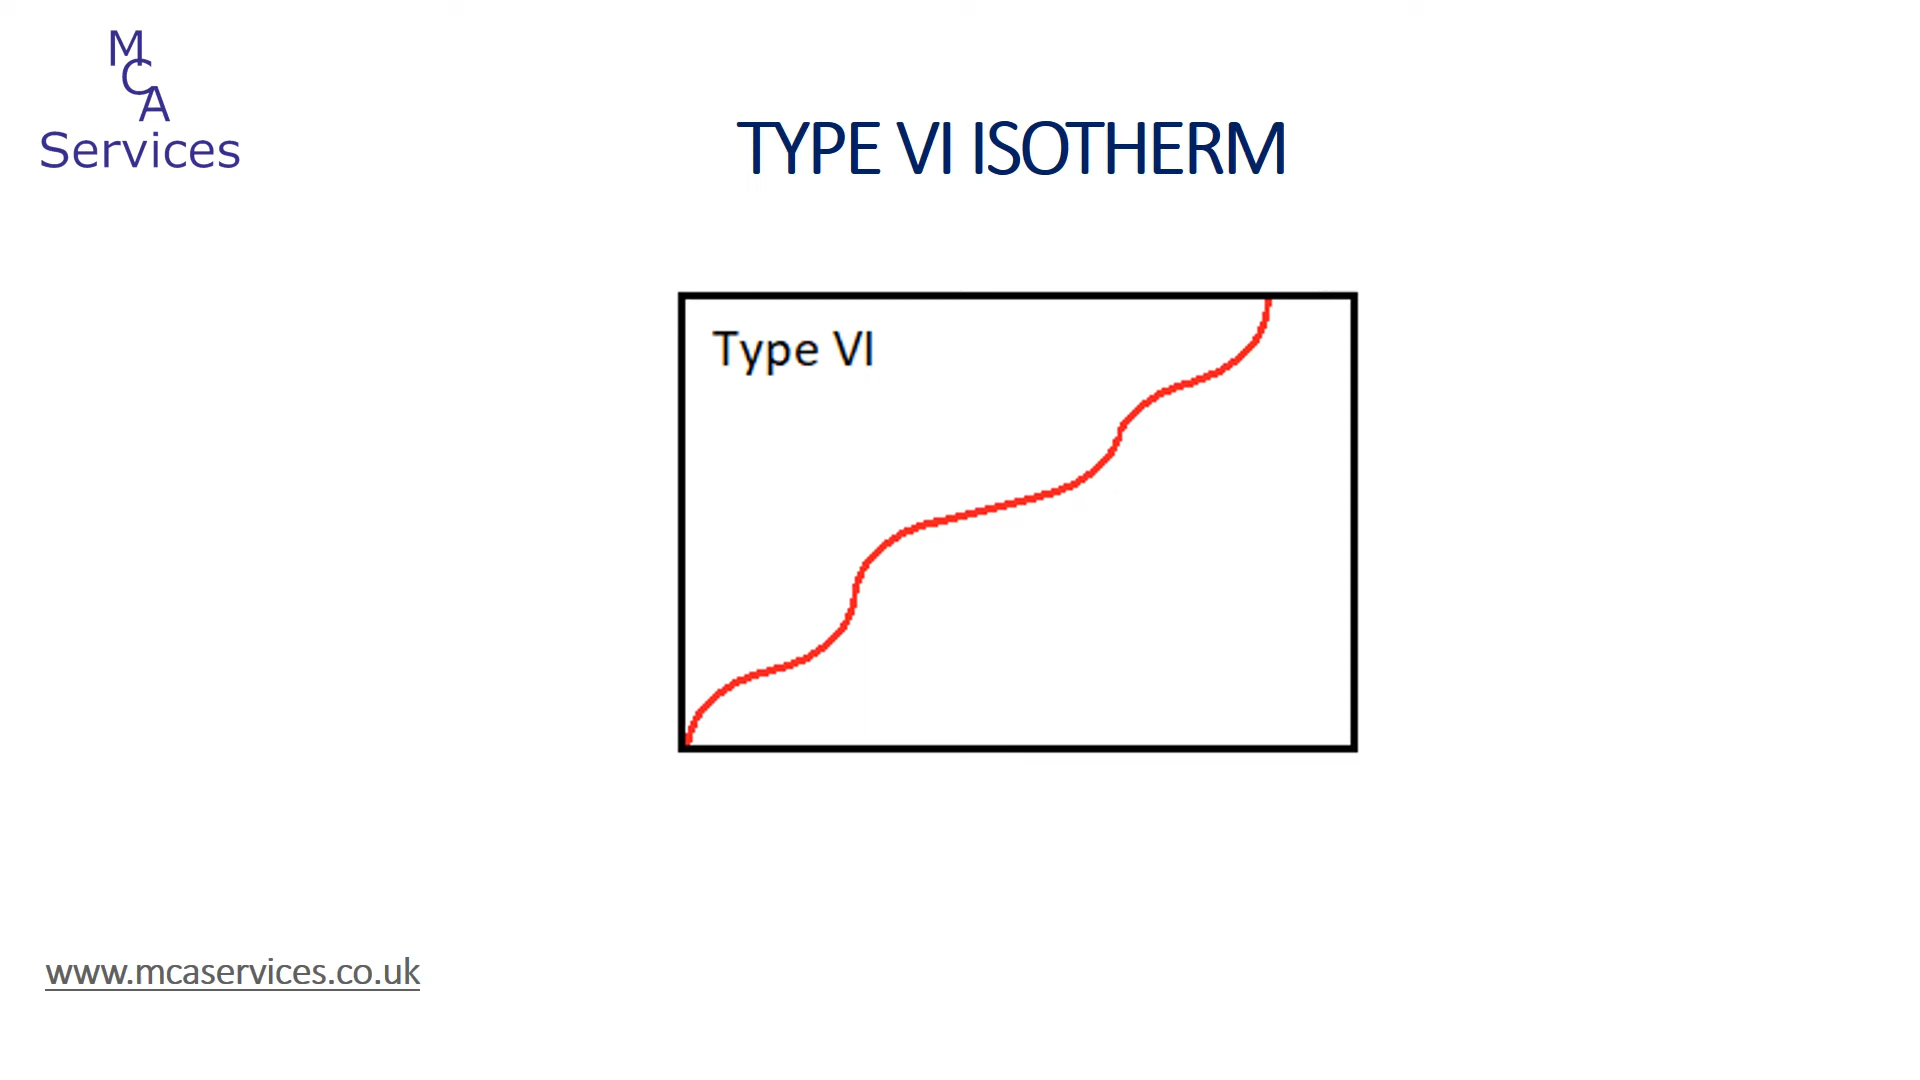 M
C
A
Services
TYPE VI ISOTHERM
Type VI
www.mcaservices.co.uk